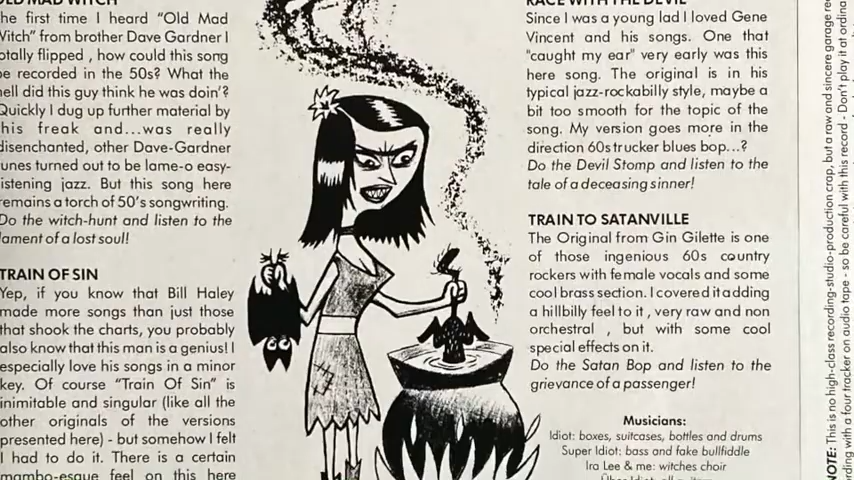 OLD MAD WITCH
he first time I heard "Old Mad
Witch" from brother Dave Gardner I
otally flipped , how could this song
be recorded in the 50s? What the
hell did this guy think he was doin'?
Quickly I dug up further material by
his freak and...was really
disenchanted, other Dave-Gardner
unes turned out to be lame-o easy-
listening jazz. But this song here
remains a torch of 50's songwriting.
Do the witch-hunt and listen to the
lament of a lost soul!
TRAIN OF SIN
Yep, if you know that Bill Haley
made more songs than just those
that shook the charts, you probably
also know that this man is a genius! I
especially love his songs in a minor
key. Of course "Train Of Sin" is
inimitable and singular (like all the
other originals of the versions
presented here) - but somehow I felt
I had to do it. There is a certain
mambo-esque feel on this here
RACE WITH THE DEVIL
Since I was a young lad I loved Gene
Vincent and his songs. One that
"caught my ear" very early was this
here song. The original is in his
typical jazz-rockabilly style, maybe a
bit too smooth for the topic of the
song. My version goes more in the
direction 60s trucker blues bop...?
Do the Devil Stomp and listen to the
tale of a deceasing sinner!
TRAIN TO SATANVILLE
The Original from Gin Gilette is one
of those ingenious 60s country
rockers with female vocals and some
cool brass section. I covered it adding
a hillbilly feel to it , very raw and non
orchestral , but with some cool
special effects on it.
Do the Satan Bop and listen to the
grievance of a passenger!
Musicians:
Idiot: boxes, suitcases, bottles and drums
Super Idiot: bass and fake bullfiddle
Ira Lee & me: witches choir
NOTE: This is no high-class recording-studio-production crap, but a raw and sincere garage re
rding with a four tracker on audio tape - so be careful with this record - Don't play it at ordina